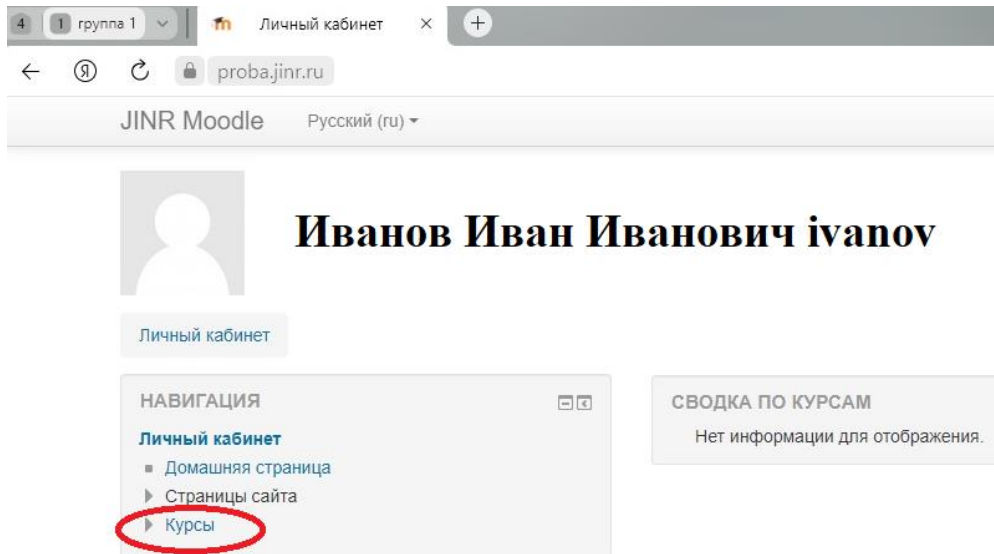 4 1 группа 1 Личный кабинет
proba.jinr.ru
JINR Moodle Русский (ru)
Иванов Иван Иванович ivanov
Личный кабинет
НАВИГАЦИЯ
Личный кабинет
Домашняя страница
Страницы сайта
Курсы
СВОДКА ПО КУРСАМ
Нет информации для отображения.